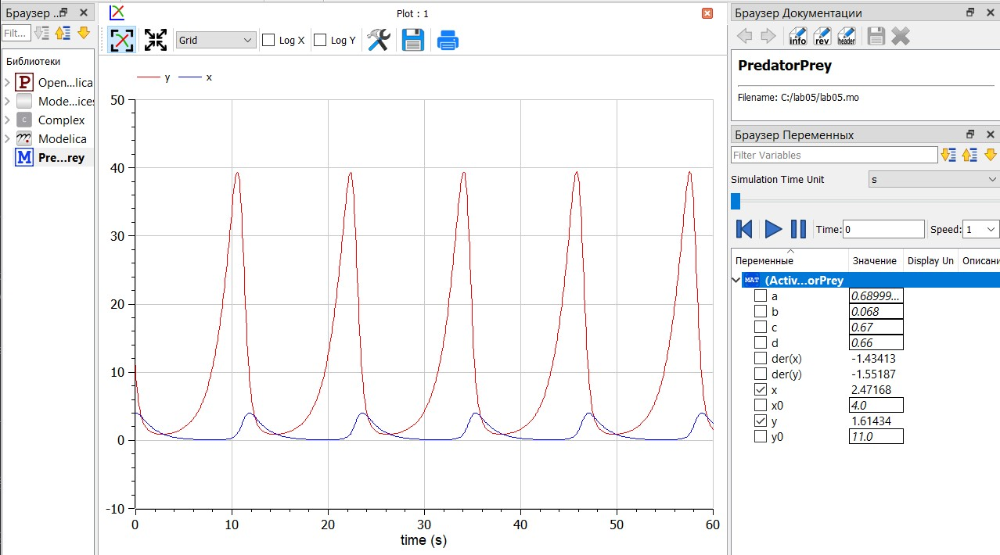 Браузер ..
Filt...
Библиотеки
P Open...lica
Mode...ices
C Complex
Modelica
M Pre...rey
Plot : 1
Grid
Log X
Log Y
y x
50
40
30
20
10
0
-10
0 10 20 30 40 50 60
time (s)
Браузер Документации
info rev header
PredatorPrey
Filename: C:/lab05/lab05.mo
Браузер Переменных
Filter Variables
Simulation Time Unit s
Time: 0 Speed: 1
Переменные Значение Display Un Описани
MAT (Activ...orPrey
a 0.68999...
b 0.068
c 0.67
d 0.66
der(x) -1.43413
der(y) -1.55187
x 2.47168
x0 4.0
y 1.61434
y0 11.0